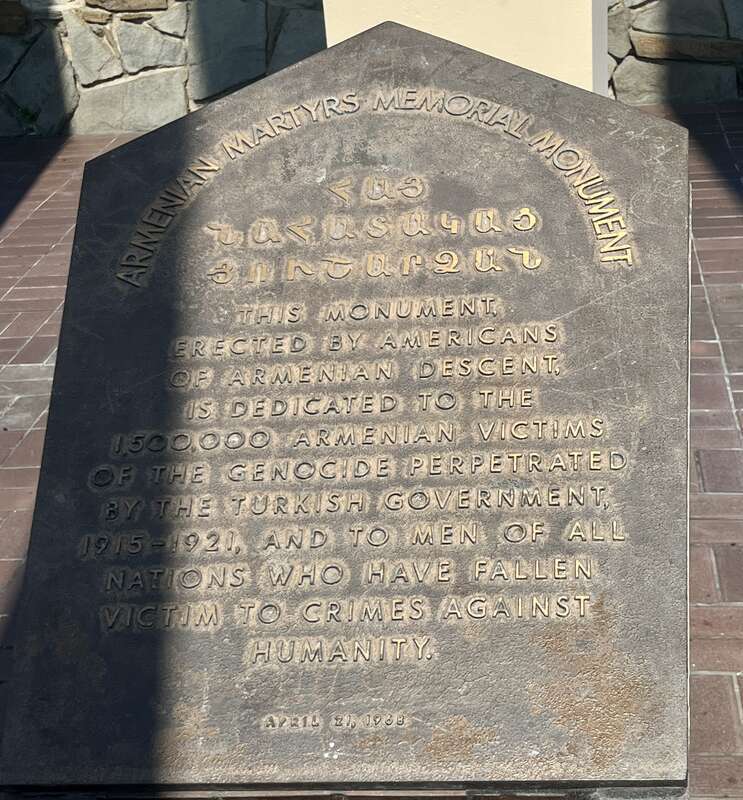 ARMENIAN MARTYRS MEMORIAL MONUMENT
ՀԱՅ
ՆԱՀԱՏԱԿԱՑ
ՅՈՒՇԱՐՁԱՆ
THIS MONUMENT,
ERECTED BY AMERICANS
OF ARMENIAN DESCENT,
IS DEDICATED TO THE
1,500,000 ARMENIAN VICTIMS
OF THE GENOCIDE PERPETRATED
BY THE TURKISH GOVERNMENT,
1915-1921, AND TO MEN OF ALL
NATIONS WHO HAVE FALLEN
VICTIM TO CRIMES AGAINST
HUMANITY.
APRIL 21, 1968